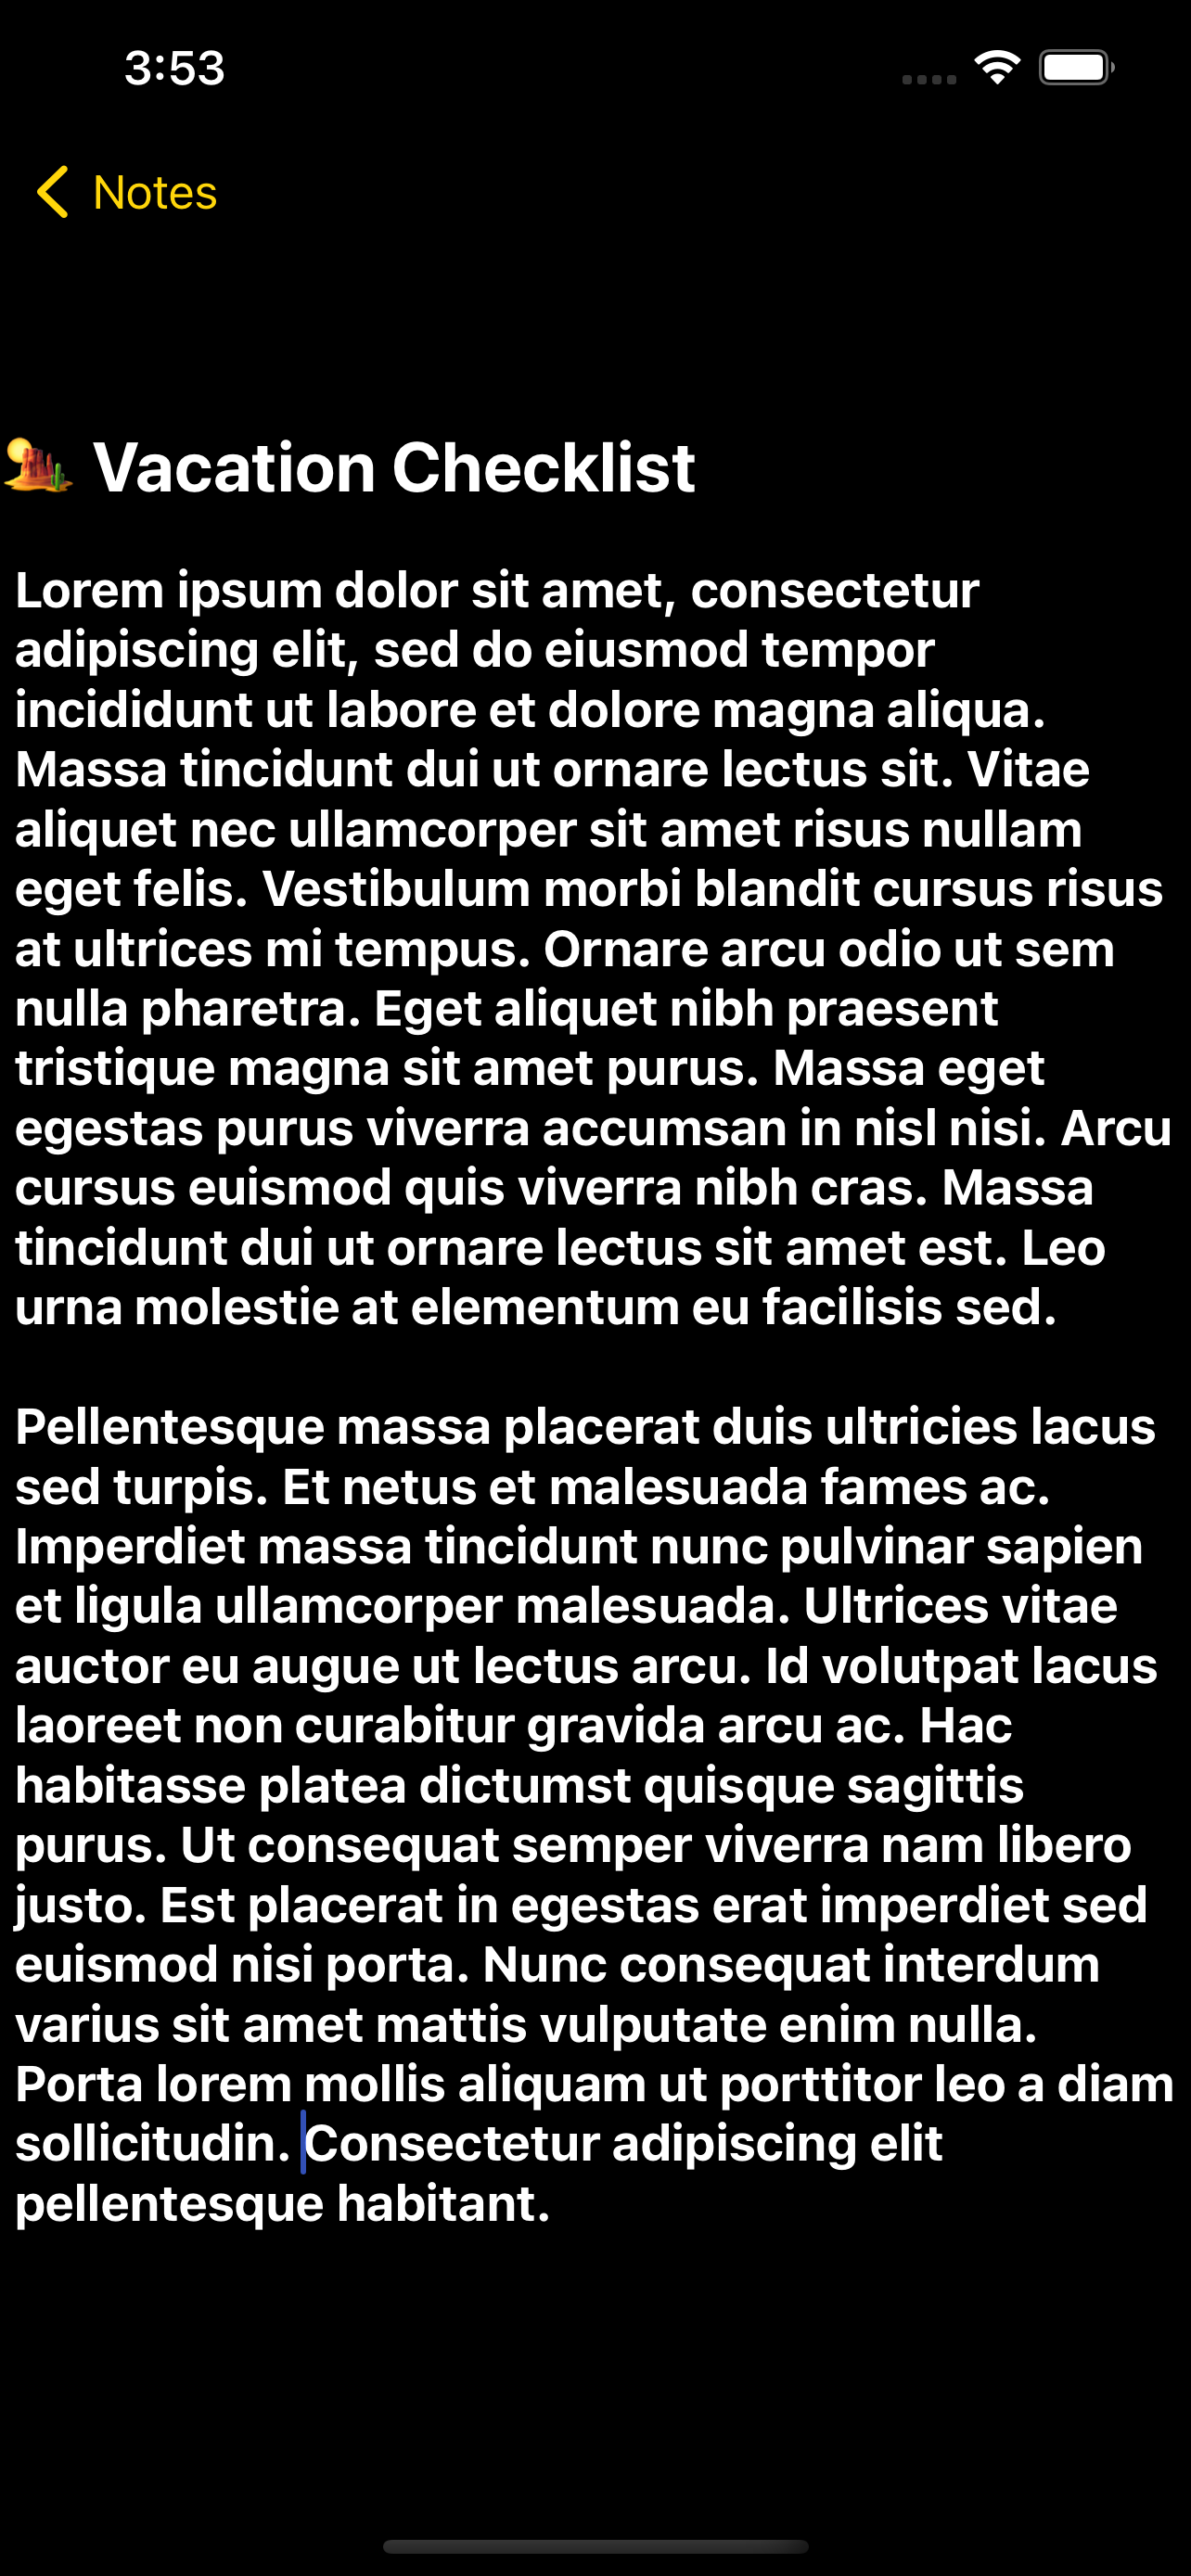 3:53
Notes
🏜️ Vacation Checklist
Lorem ipsum dolor sit amet, consectetur
adipiscing elit, sed do eiusmod tempor
incididunt ut labore et dolore magna aliqua.
Massa tincidunt dui ut ornare lectus sit. Vitae
aliquet nec ullamcorper sit amet risus nullam
eget felis. Vestibulum morbi blandit cursus risus
at ultrices mi tempus. Ornare arcu odio ut sem
nulla pharetra. Eget aliquet nibh praesent
tristique magna sit amet purus. Massa eget
egestas purus viverra accumsan in nisl nisi. Arcu
cursus euismod quis viverra nibh cras. Massa
tincidunt dui ut ornare lectus sit amet est. Leo
urna molestie at elementum eu facilisis sed.
Pellentesque massa placerat duis ultricies lacus
sed turpis. Et netus et malesuada fames ac.
Imperdiet massa tincidunt nunc pulvinar sapien
et ligula ullamcorper malesuada. Ultrices vitae
auctor eu augue ut lectus arcu. Id volutpat lacus
laoreet non curabitur gravida arcu ac. Hac
habitasse platea dictumst quisque sagittis
purus. Ut consequat semper viverra nam libero
justo. Est placerat in egestas erat imperdiet sed
euismod nisi porta. Nunc consequat interdum
varius sit amet mattis vulputate enim nulla.
Porta lorem mollis aliquam ut porttitor leo a diam
sollicitudin. Consectetur adipiscing elit
pellentesque habitant.